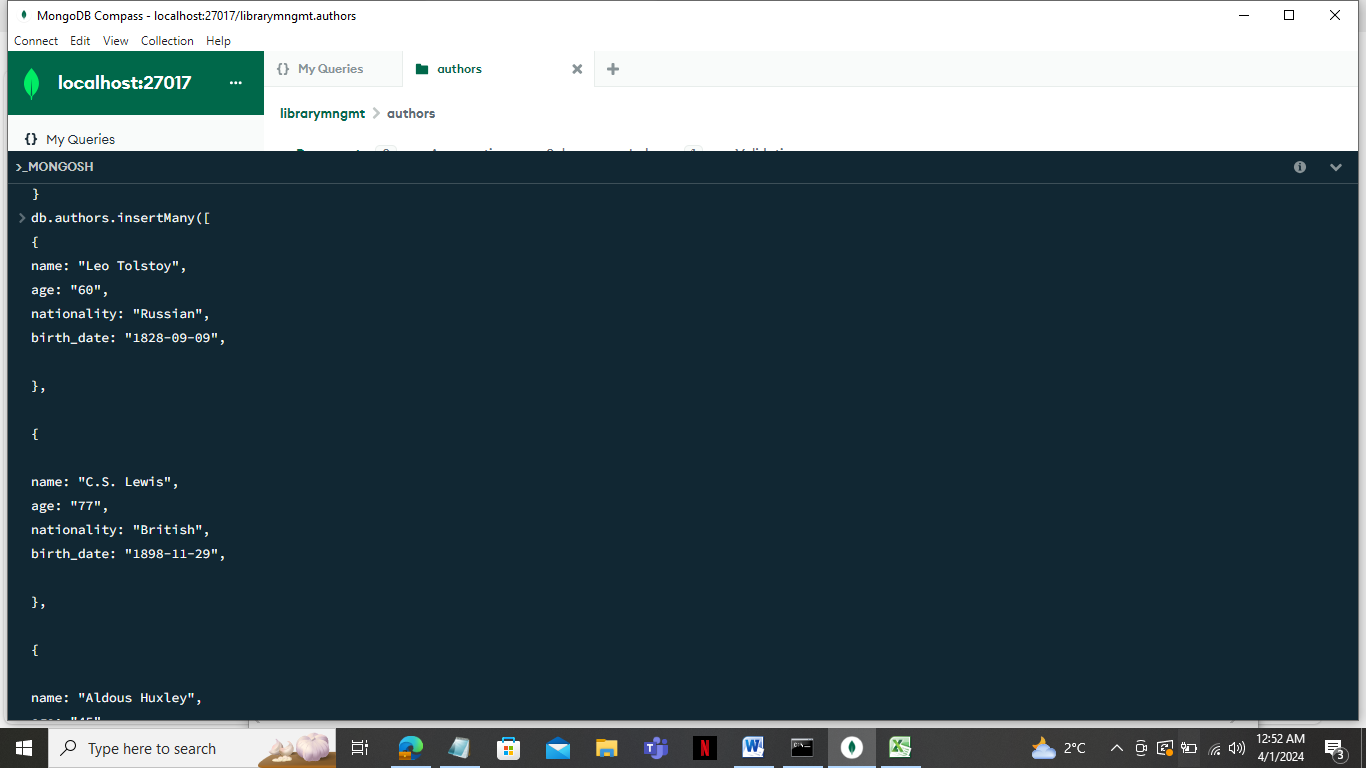 MongoDB Compass - localhost:27017/librarymngmt.authors
Connect Edit View Collection Help
localhost:27017 ...
{} My Queries
authors
librarymngmt > authors
{} My Queries
>_MONGOSH
}
> db.authors.insertMany([
{
name: "Leo Tolstoy",
age: "60",
nationality: "Russian",
birth_date: "1828-09-09",
},
{
name: "C.S. Lewis",
age: "77",
nationality: "British",
birth_date: "1898-11-29",
},
{
name: "Aldous Huxley",
Type here to search
2°C
12:52 AM
4/1/2024
3